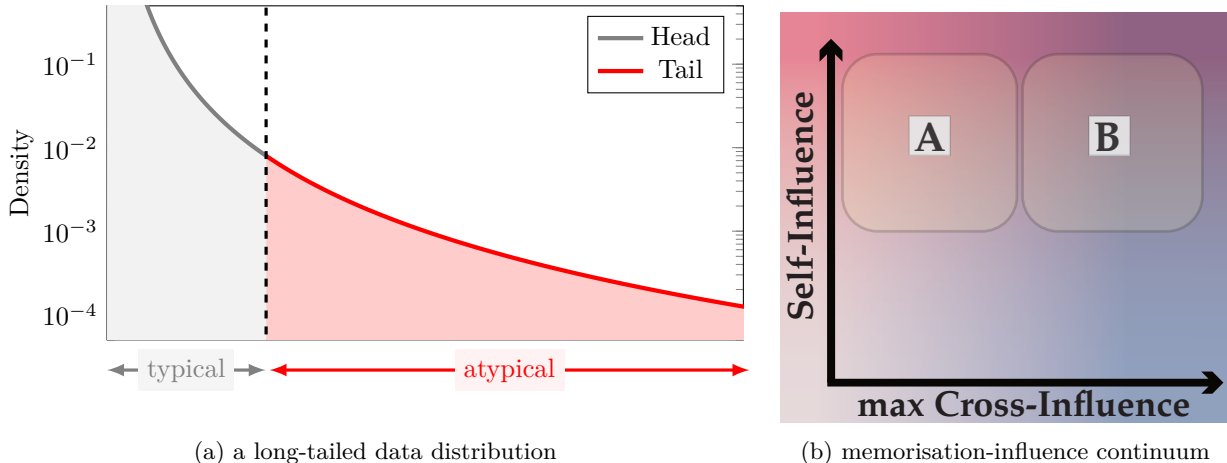 Density
10⁻¹
10⁻²
10⁻³
10⁻⁴
Head
Tail
typical
atypical
(a) a long-tailed data distribution
Self-Influence
A
B
max Cross-Influence
(b) memorisation-influence continuum